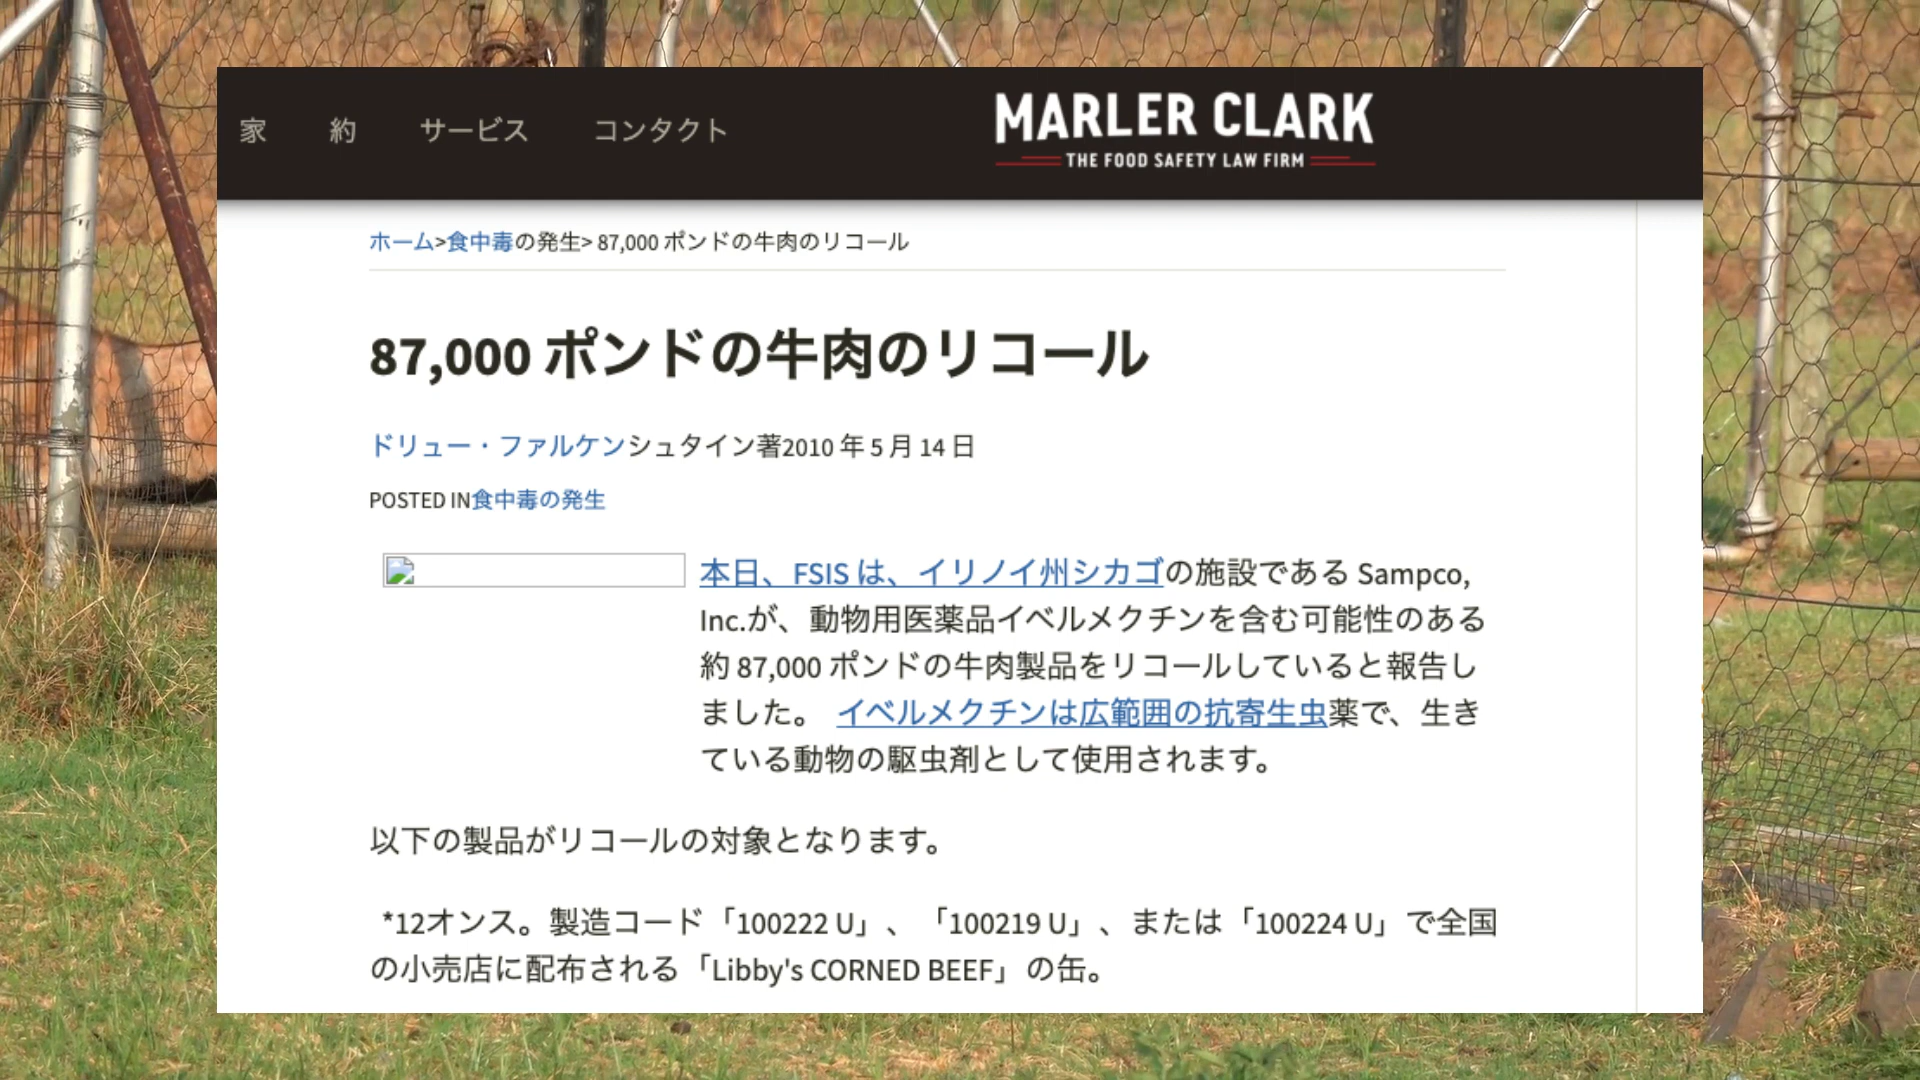 家 約 サービス コンタクト
MARLER CLARK
THE FOOD SAFETY LAW FIRM
ホーム>食中毒の発生> 87,000 ポンドの牛肉のリコール
87,000 ポンドの牛肉のリコール
ドリュー・ファルケンシュタイン著2010 年 5 月 14 日
POSTED IN食中毒の発生
本日、FSIS は、イリノイ州シカゴの施設である Sampco,
Inc.が、動物用医薬品イベルメクチンを含む可能性のある
約 87,000 ポンドの牛肉製品をリコールしていると報告し
ました。 イベルメクチンは広範囲の抗寄生虫薬で、生き
ている動物の駆虫剤として使用されます。
以下の製品がリコールの対象となります。
*12オンス。製造コード「100222 U」、「100219 U」、または「100224 U」で全国
の小売店に配布される「Libby's CORNED BEEF」の缶。